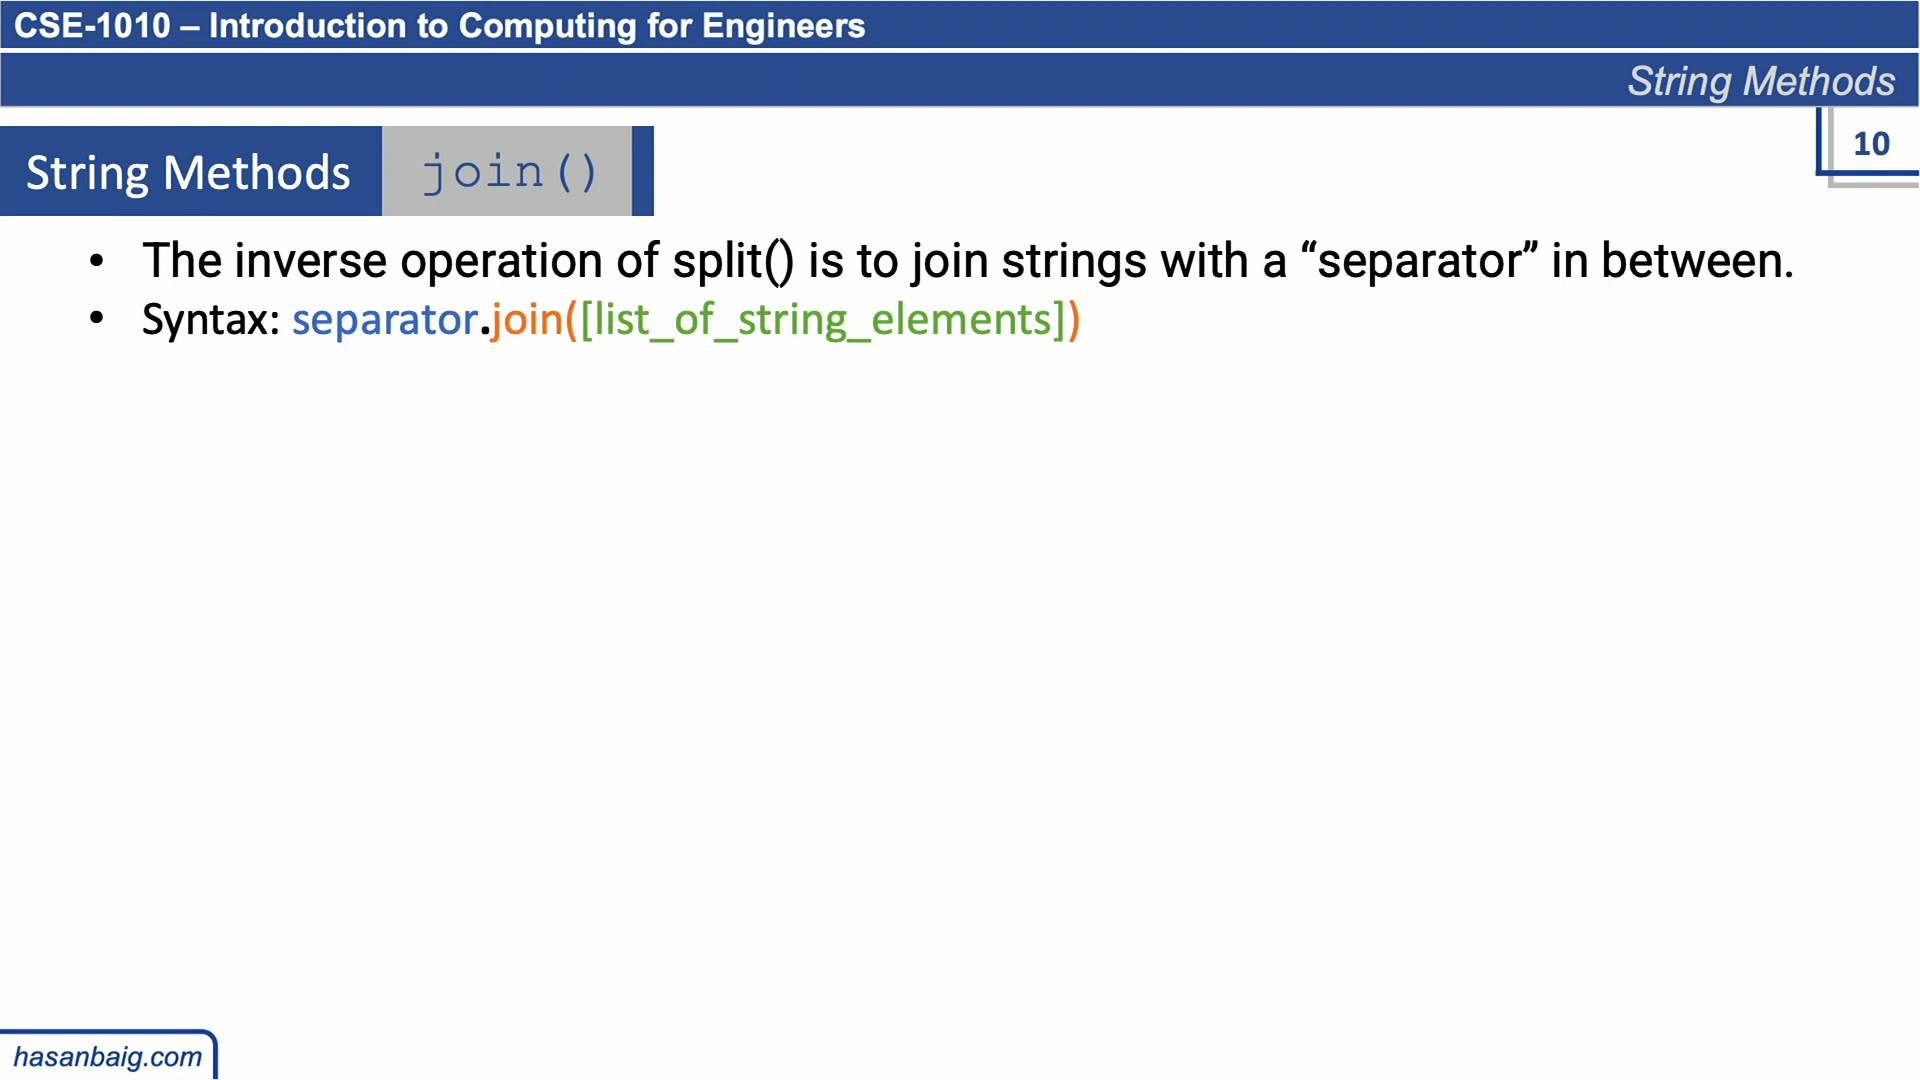 CSE-1010 – Introduction to Computing for Engineers
String Methods
10
String Methods join()
• The inverse operation of split() is to join strings with a “separator” in between.
• Syntax: separator.join([list_of_string_elements])
hasanbaig.com